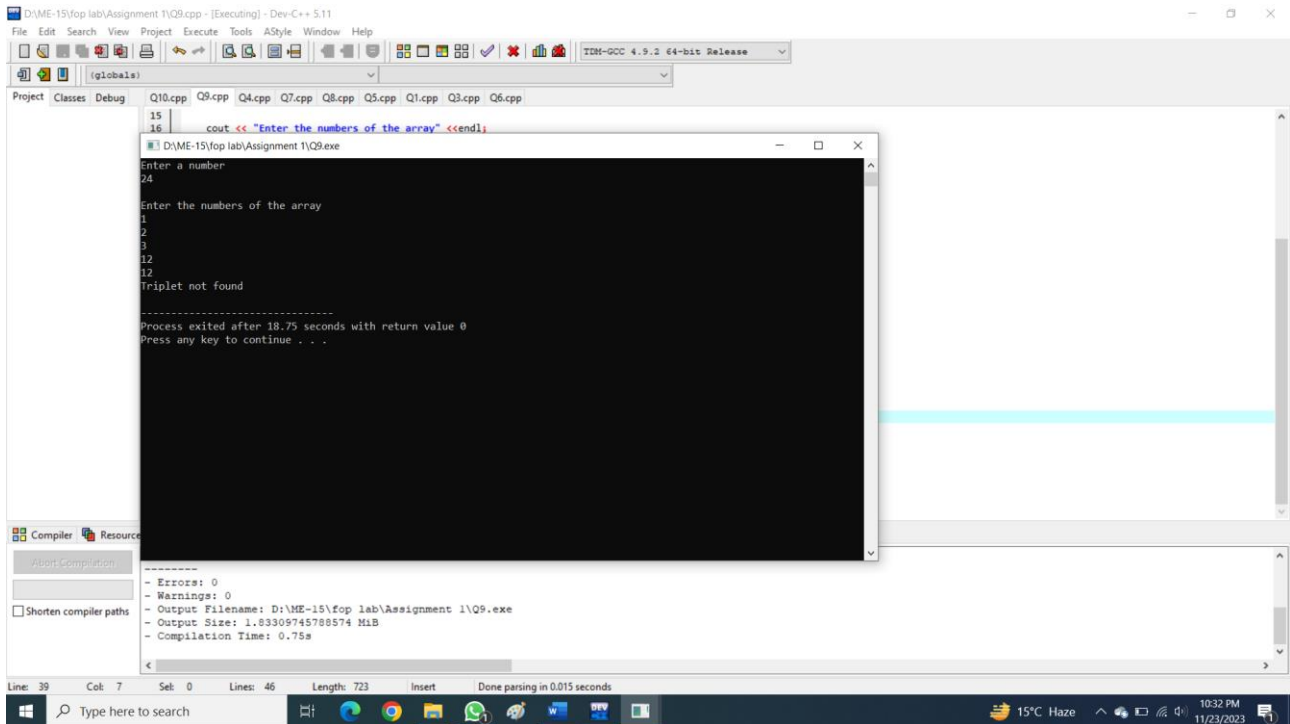 D:\ME-15\fop lab\Assignment 1\Q9.cpp - [Executing] - Dev-C++ 5.11
File Edit Search View Project Execute Tools AStyle Window Help
TDM-GCC 4.9.2 64-bit Release
(globals)
Project Classes Debug Q10.cpp Q9.cpp Q4.cpp Q7.cpp Q8.cpp Q5.cpp Q1.cpp Q3.cpp Q6.cpp
15
16 cout << "Enter the numbers of the array" <<endl;
D:\ME-15\fop lab\Assignment 1\Q9.exe
Enter a number
24
Enter the numbers of the array
1
2
3
12
12
Triplet not found
--------------------------------
Process exited after 18.75 seconds with return value 0
Press any key to continue . . .
Compiler Resource
Abort Compilation
Shorten compiler paths
--------
- Errors: 0
- Warnings: 0
- Output Filename: D:\ME-15\fop lab\Assignment 1\Q9.exe
- Output Size: 1.83309745788574 MiB
- Compilation Time: 0.75s
Line: 39 Col: 7 Sel: 0 Lines: 46 Length: 723 Insert Done parsing in 0.015 seconds
Type here to search
DEV
15°C Haze
10:32 PM
11/23/2023